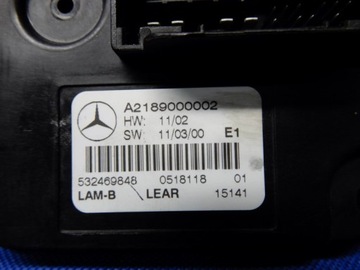 A2189000002
HW: 11/02
SW: 11/03/00 E1
532469848 0518118 01
LAM-B LEAR 15141